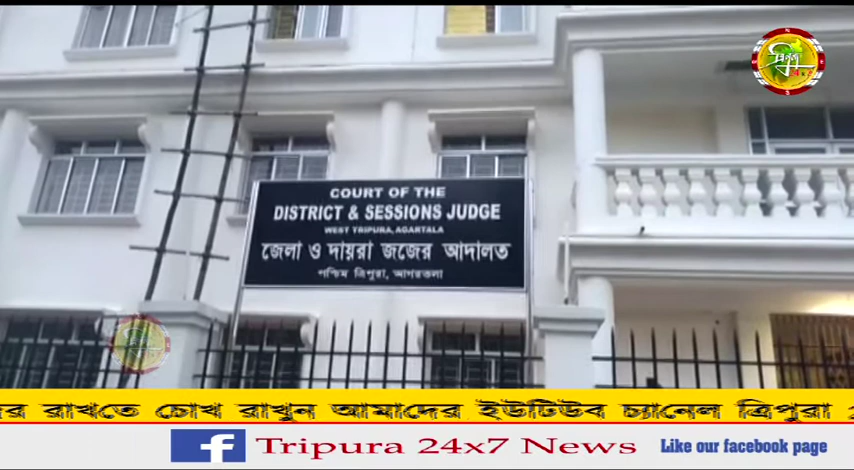 24x7
COURT OF THE
DISTRICT & SESSIONS JUDGE
WEST TRIPURA, AGARTALA
জেলা ও দায়রা জজের আদালত
পশ্চিম ত্রিপুরা, আগরতলা
রাখতে চোখ রাখুন আমাদের ইউটিউব চ্যানেল ত্রিপুরা
f Tripura 24x7 News Like our facebook page